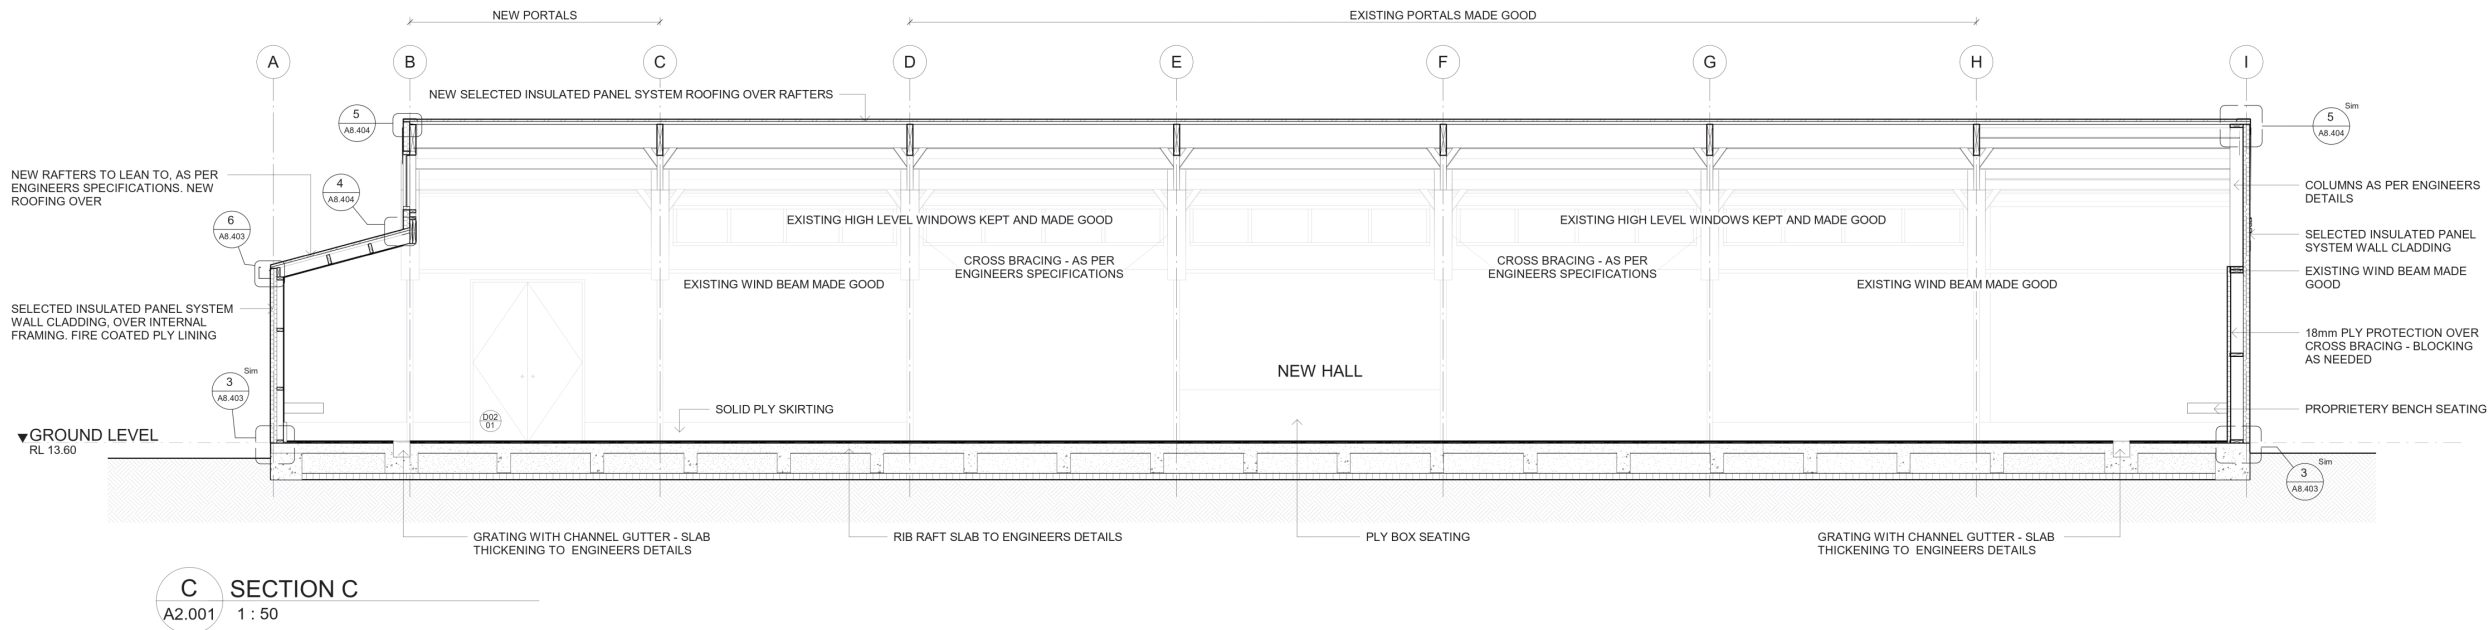 NEW PORTALS
EXISTING PORTALS MADE GOOD
A
B
C
D
E
F
G
H
I
NEW SELECTED INSULATED PANEL SYSTEM ROOFING OVER RAFTERS
5
A8.404
Sim
5
A8.404
NEW RAFTERS TO LEAN TO, AS PER
ENGINEERS SPECIFICATIONS. NEW
ROOFING OVER
4
A8.404
6
A8.403
COLUMNS AS PER ENGINEERS
DETAILS
EXISTING HIGH LEVEL WINDOWS KEPT AND MADE GOOD
EXISTING HIGH LEVEL WINDOWS KEPT AND MADE GOOD
SELECTED INSULATED PANEL
SYSTEM WALL CLADDING
CROSS BRACING - AS PER
ENGINEERS SPECIFICATIONS
CROSS BRACING - AS PER
ENGINEERS SPECIFICATIONS
EXISTING WIND BEAM MADE
GOOD
EXISTING WIND BEAM MADE GOOD
EXISTING WIND BEAM MADE GOOD
SELECTED INSULATED PANEL SYSTEM
WALL CLADDING, OVER INTERNAL
FRAMING. FIRE COATED PLY LINING
18mm PLY PROTECTION OVER
CROSS BRACING - BLOCKING
AS NEEDED
NEW HALL
Sim
3
A8.403
SOLID PLY SKIRTING
PROPRIETERY BENCH SEATING
D02
01
GROUND LEVEL
RL 13.60
Sim
3
A8.403
GRATING WITH CHANNEL GUTTER - SLAB
THICKENING TO ENGINEERS DETAILS
RIB RAFT SLAB TO ENGINEERS DETAILS
PLY BOX SEATING
GRATING WITH CHANNEL GUTTER - SLAB
THICKENING TO ENGINEERS DETAILS
C
SECTION C
A2.001
1 : 50